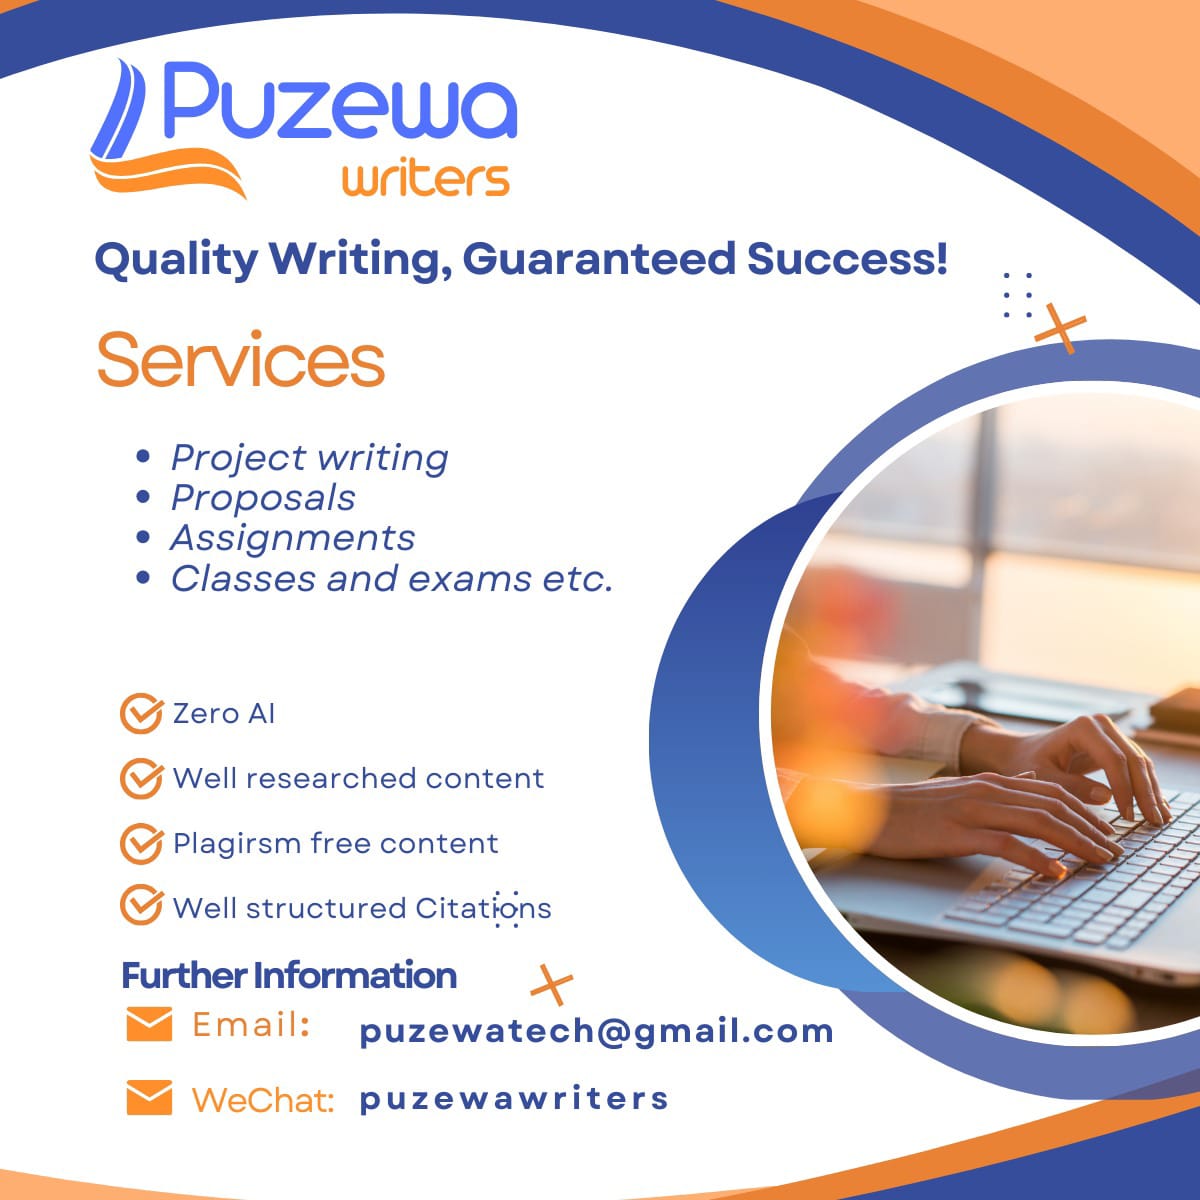 Puzewa
writers
Quality Writing, Guaranteed Success!
Services
• Project writing
• Proposals
• Assignments
• Classes and exams etc.
Zero AI
Well researched content
Plagirsm free content
Well structured Citations
Further Information
Email: puzewatech@gmail.com
WeChat: puzewawriters